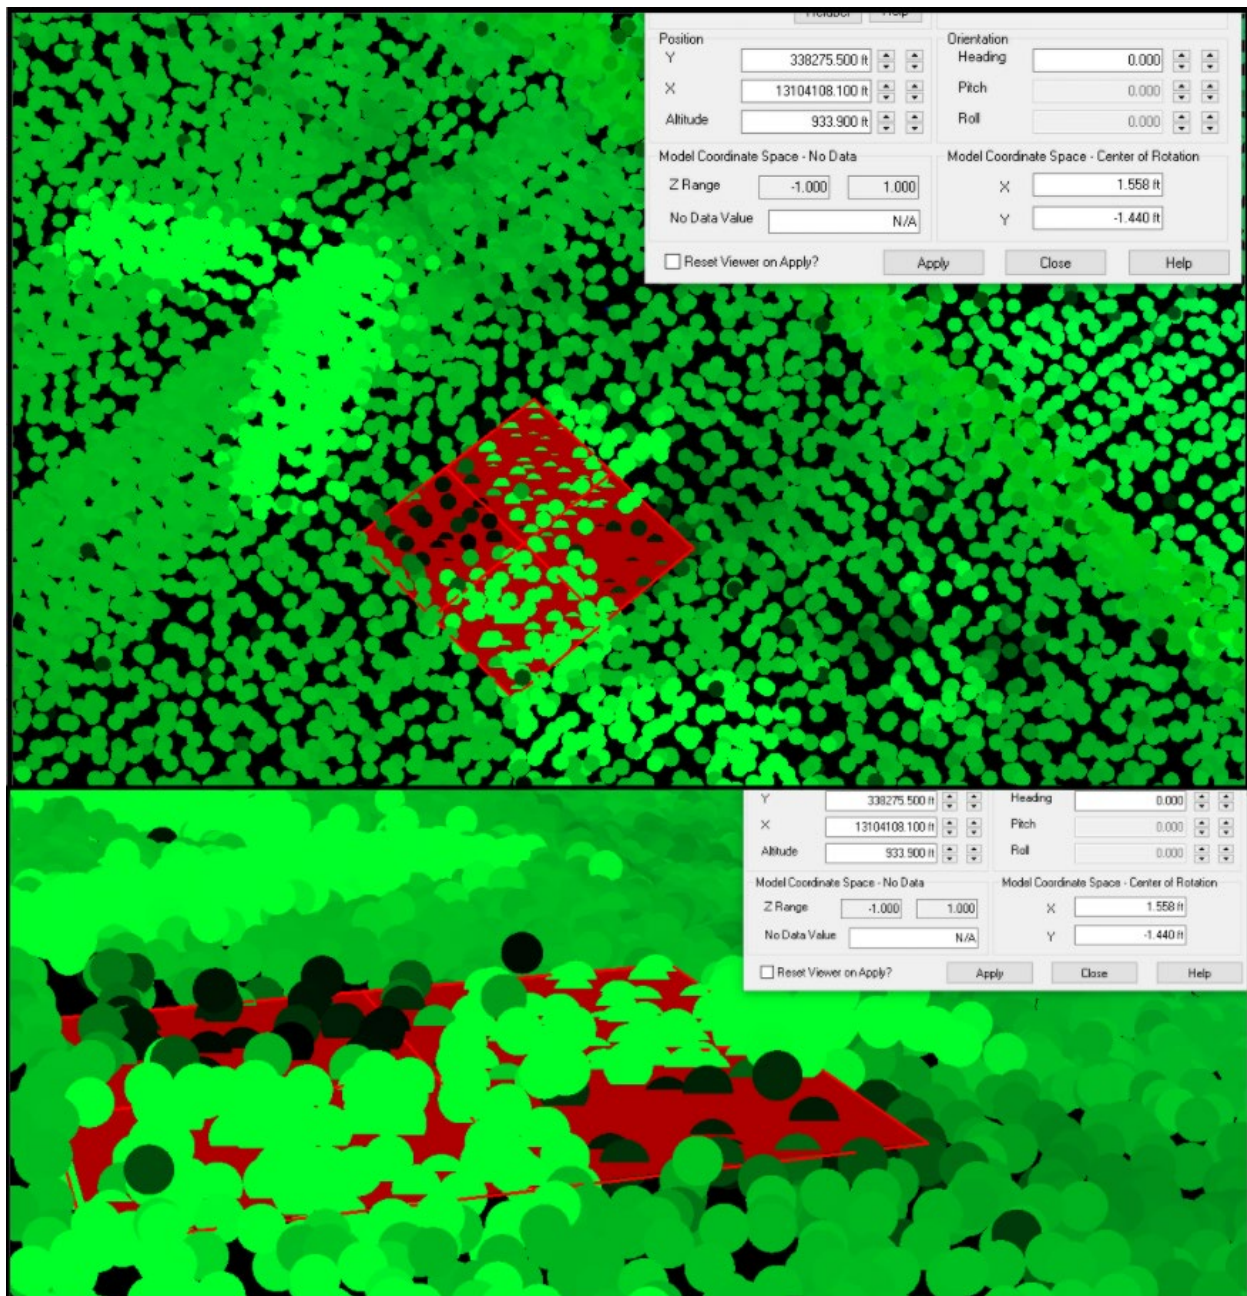 Help
Position
Orientation
Y 338275.500 ft
Heading 0.000
X 13104108.100 ft
Pitch 0.000
Altitude 933.900 ft
Roll 0.000
Model Coordinate Space - No Data
Model Coordinate Space - Center of Rotation
Z Range -1.000 1.000
X 1.558 ft
No Data Value N/A
Y -1.440 ft
Reset Viewer on Apply? Apply Close Help
Y 338275.500 ft
Heading 0.000
X 13104108.100 ft
Pitch 0.000
Altitude 933.900 ft
Roll 0.000
Model Coordinate Space - No Data
Model Coordinate Space - Center of Rotation
Z Range -1.000 1.000
X 1.558 ft
No Data Value N/A
Y -1.440 ft
Reset Viewer on Apply? Apply Close Help